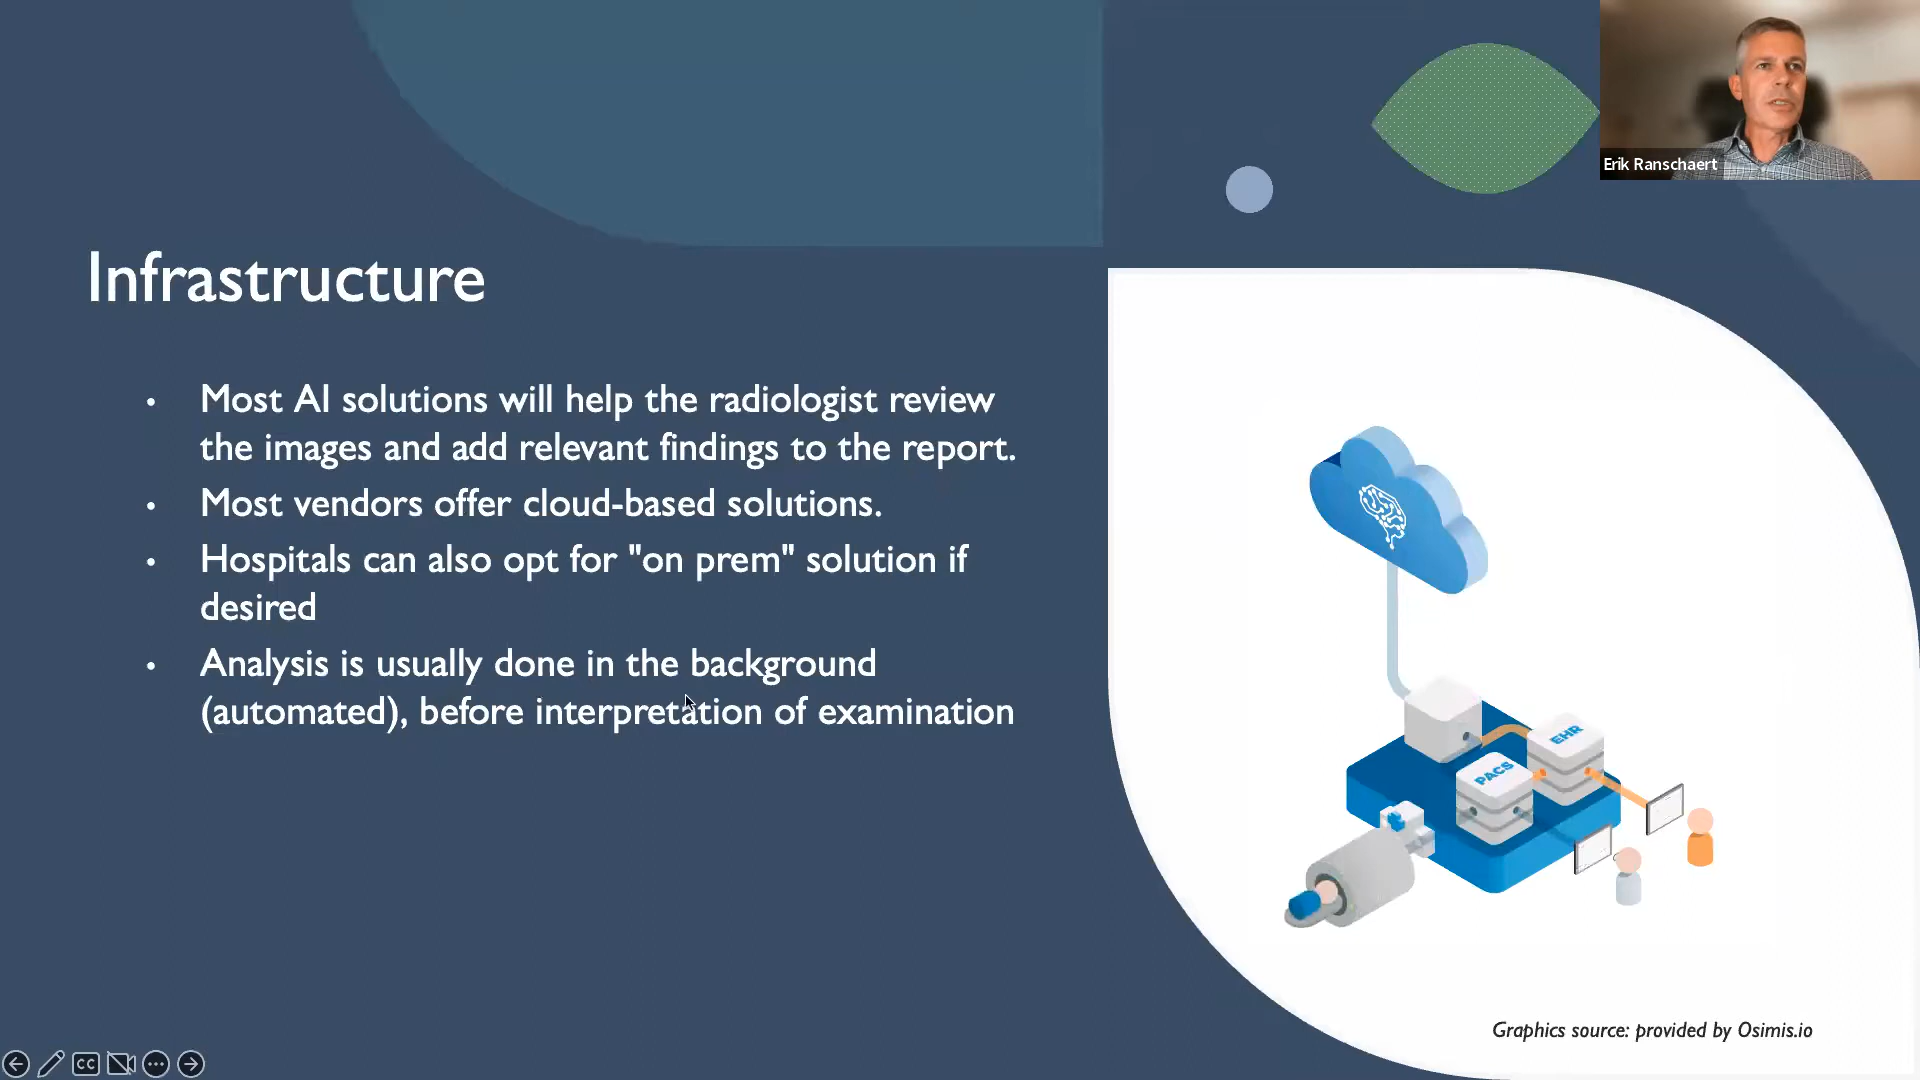 Erik Ranschaert
Infrastructure
• Most AI solutions will help the radiologist review
the images and add relevant findings to the report.
• Most vendors offer cloud-based solutions.
• Hospitals can also opt for "on prem" solution if
desired
• Analysis is usually done in the background
(automated), before interpretation of examination
EHR
PACS
Graphics source: provided by Osimis.io
CC